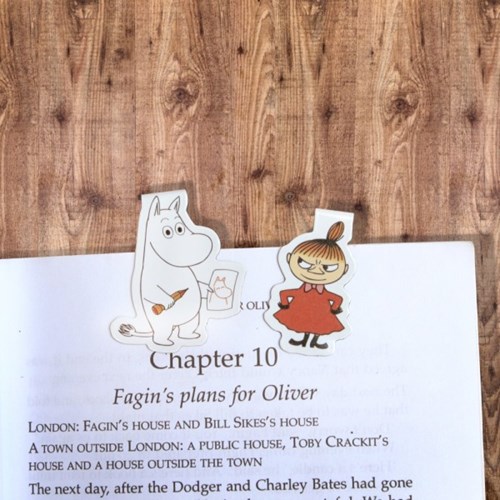 R OLIV
Chapter 10
Fagin's plans for Oliver
LONDON: FAGIN'S HOUSE AND BILL SIKES'S HOUSE
A TOWN OUTSIDE LONDON: A PUBLIC HOUSE, TOBY CRACKIT'S
HOUSE AND A HOUSE OUTSIDE THE TOWN
The next day, after the Dodger and Charley Bates had gone